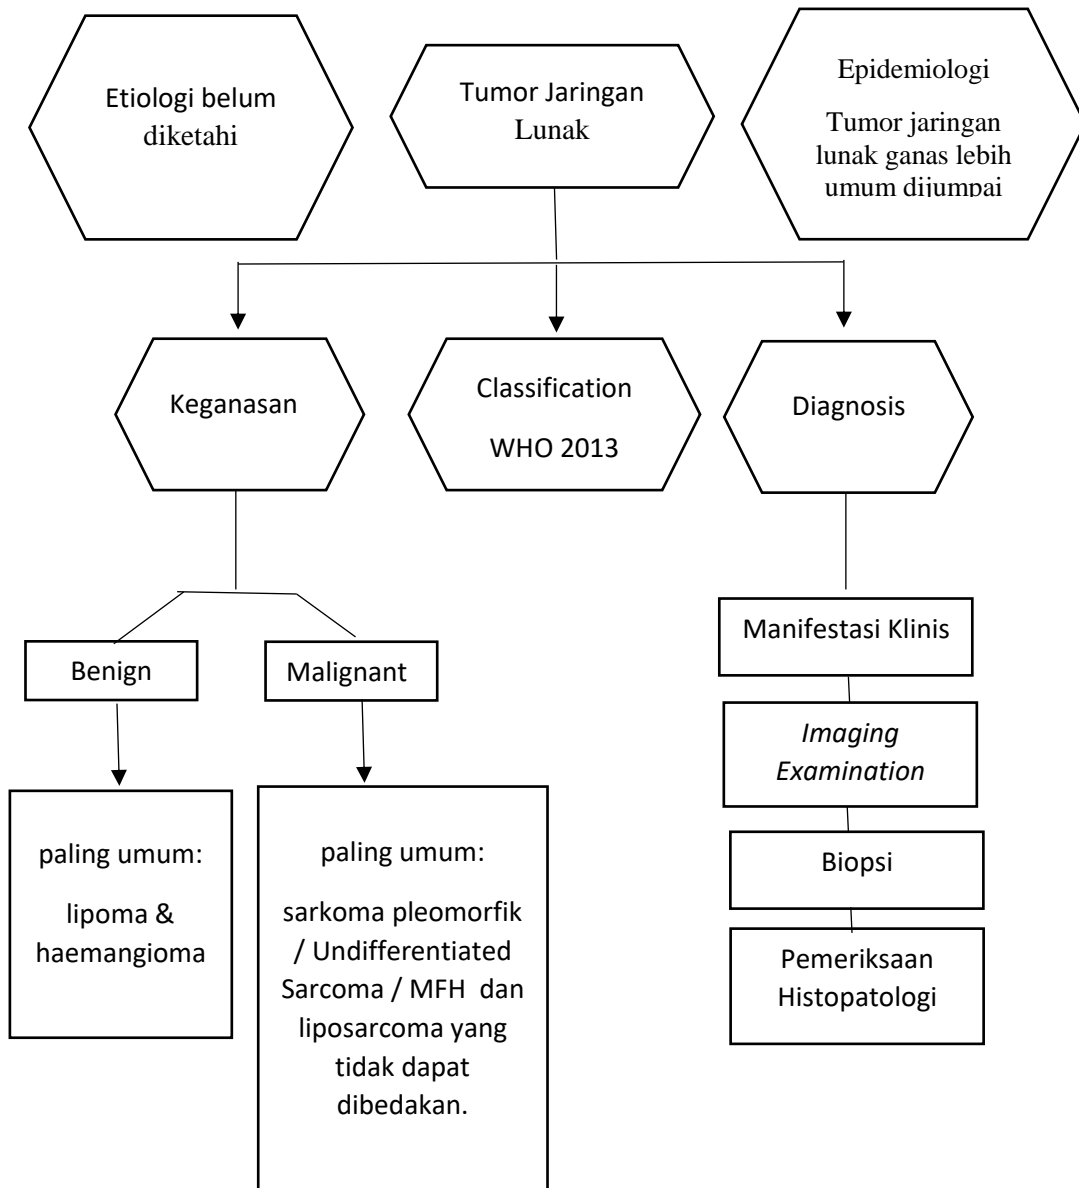 Etiologi belum
diketahi
Tumor Jaringan
Lunak
Epidemiologi
Tumor jaringan
lunak ganas lebih
umum dijumpai
Keganasan
Classification
WHO 2013
Diagnosis
Benign
Malignant
paling umum:
lipoma &
haemangioma
paling umum:
sarkoma pleomorfik
/ Undifferentiated
Sarcoma / MFH dan
liposarcoma yang
tidak dapat
dibedakan.
Manifestasi Klinis
Imaging
Examination
Biopsi
Pemeriksaan
Histopatologi